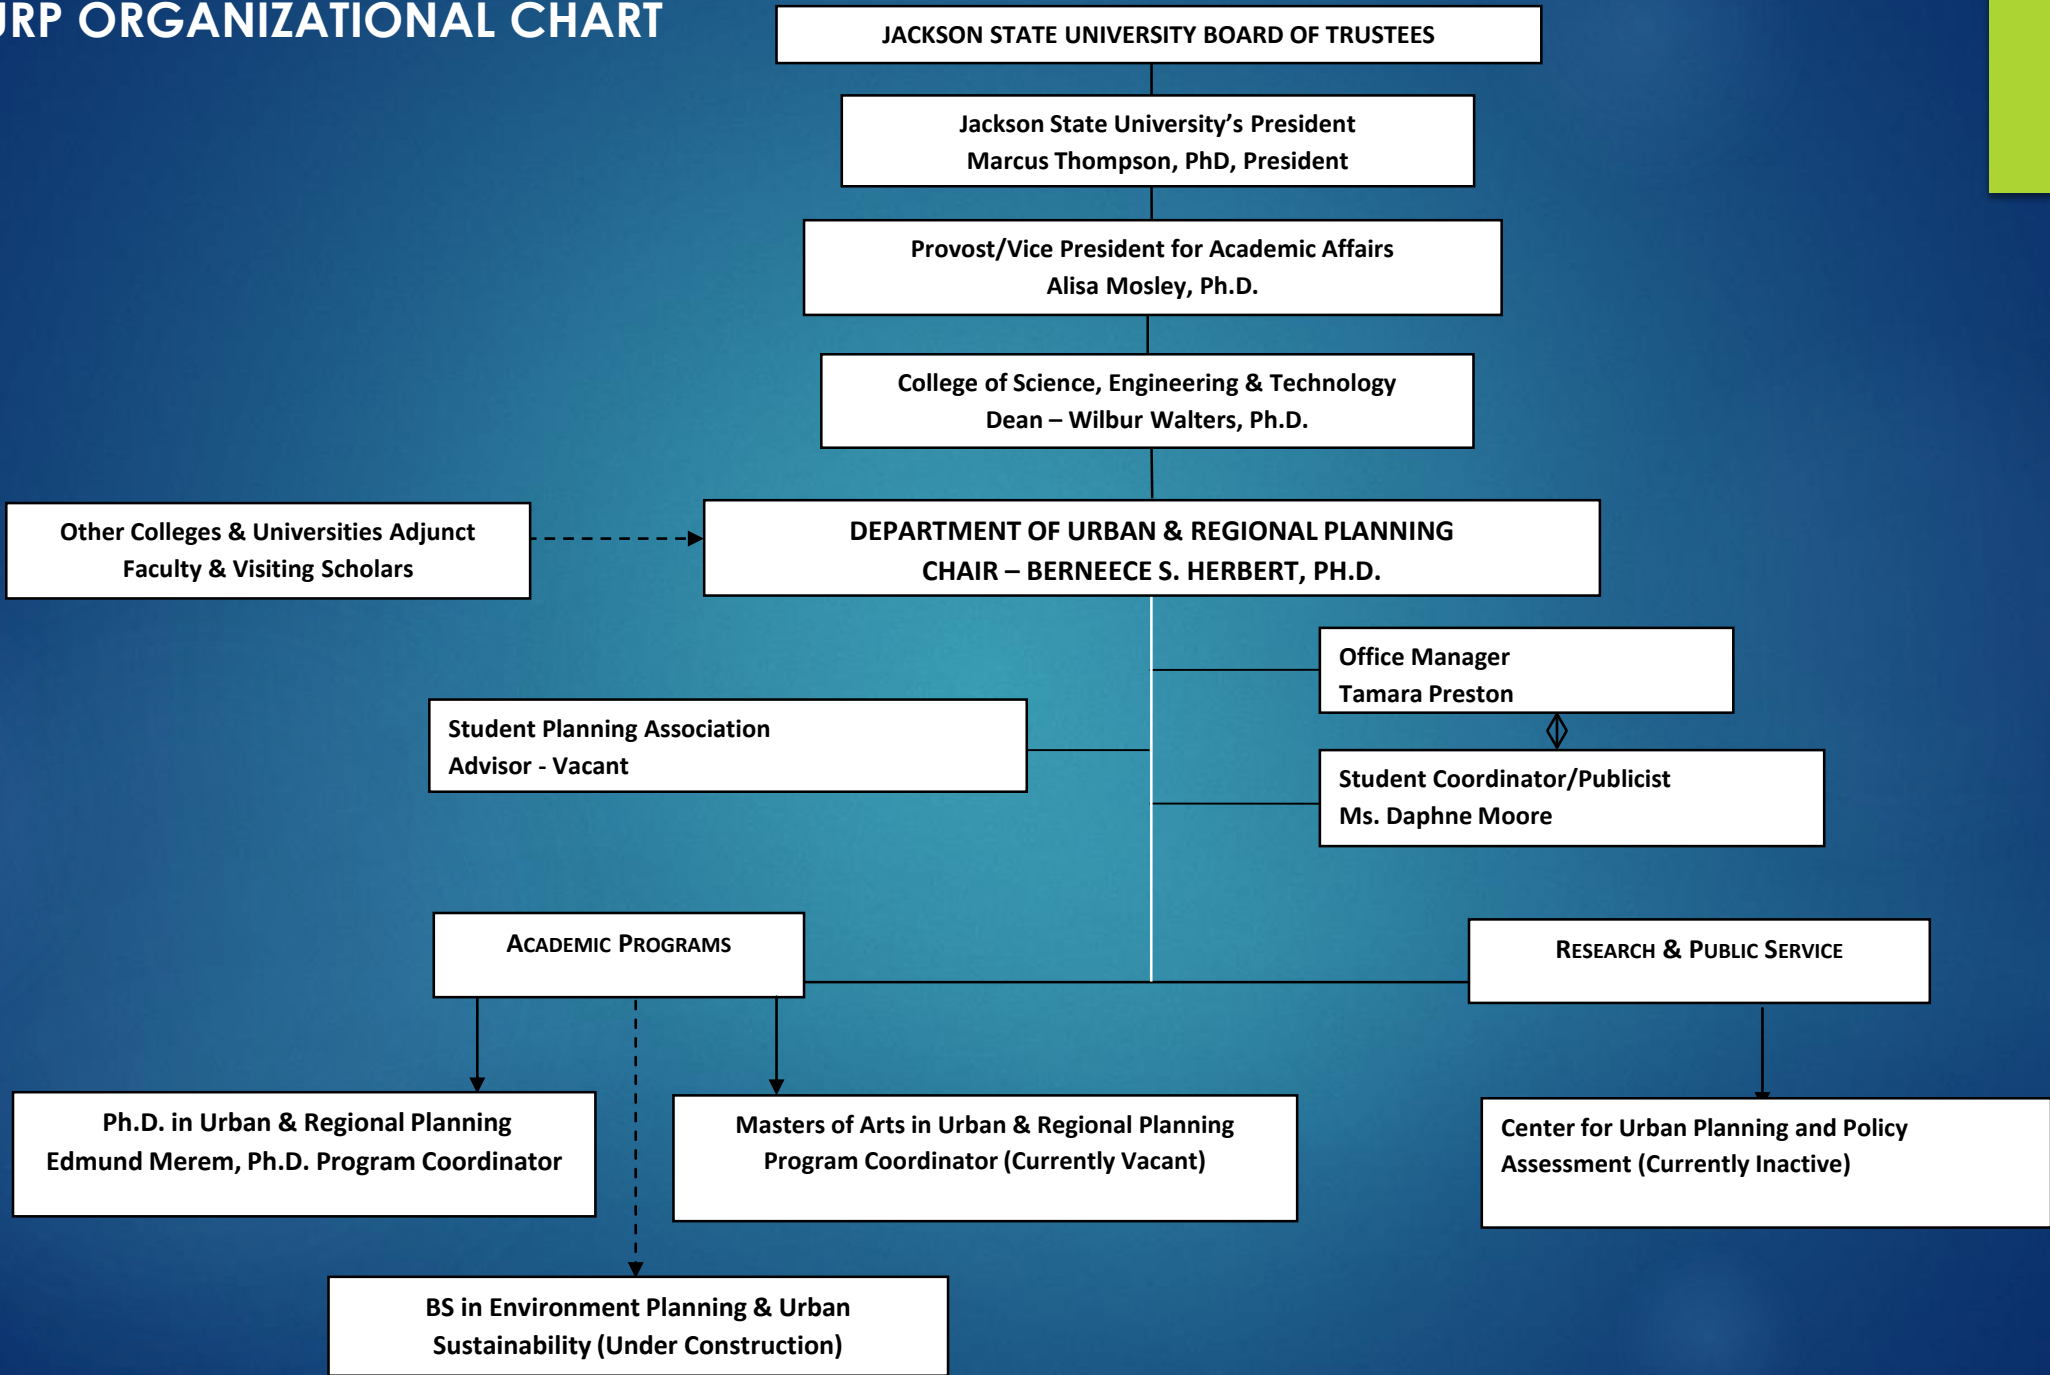 ORGANIZATIONAL CHART
JACKSON STATE UNIVERSITY BOARD OF TRUSTEES
Jackson State University’s President
Marcus Thompson, PhD, President
Provost/Vice President for Academic Affairs
Alisa Mosley, Ph.D.
College of Science, Engineering & Technology
Dean – Wilbur Walters, Ph.D.
Other Colleges & Universities Adjunct
Faculty & Visiting Scholars
DEPARTMENT OF URBAN & REGIONAL PLANNING
CHAIR – BERNEECE S. HERBERT, PH.D.
Office Manager
Tamara Preston
Student Planning Association
Advisor - Vacant
Student Coordinator/Publicist
Ms. Daphne Moore
ACADEMIC PROGRAMS
RESEARCH & PUBLIC SERVICE
Ph.D. in Urban & Regional Planning
Edmund Merem, Ph.D. Program Coordinator
Masters of Arts in Urban & Regional Planning
Program Coordinator (Currently Vacant)
Center for Urban Planning and Policy
Assessment (Currently Inactive)
BS in Environment Planning & Urban
Sustainability (Under Construction)